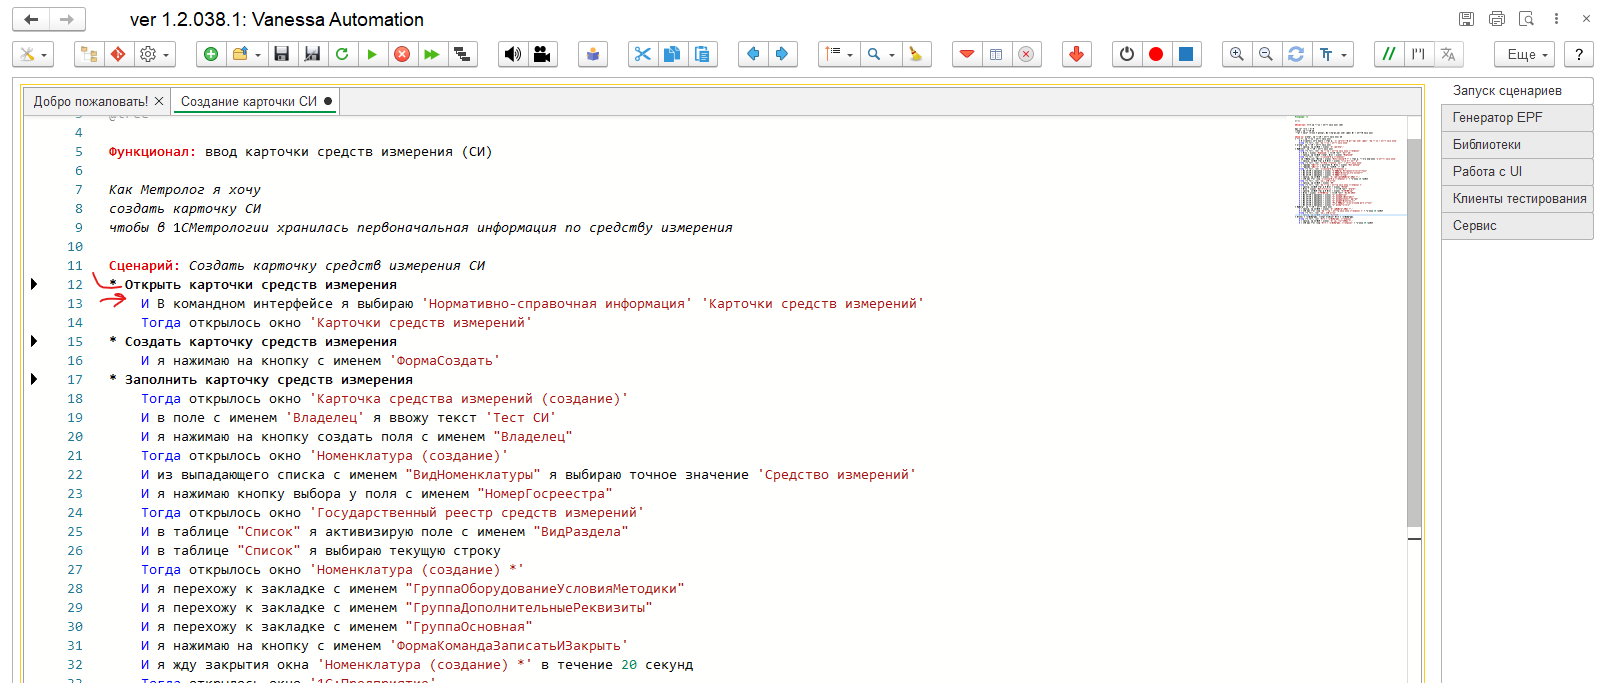 ver 1.2.038.1: Vanessa Automation
Еще
?
Добро пожаловать!
Создание карточки СИ
3 @tree
4
5 Функционал: ввод карточки средств измерения (СИ)
6
7 Как Метролог я хочу
8 создать карточку СИ
9 чтобы в 1СМетрологии хранилась первоначальная информация по средству измерения
10
11 Сценарий: Создать карточку средств измерения СИ
12 * Открыть карточки средств измерения
13 И В командном интерфейсе я выбираю 'Нормативно-справочная информация' 'Карточки средств измерений'
14 Тогда открылось окно 'Карточки средств измерений'
15 * Создать карточку средств измерения
16 И я нажимаю на кнопку с именем 'ФормаСоздать'
17 * Заполнить карточку средств измерения
18 Тогда открылось окно 'Карточка средства измерений (создание)'
19 И в поле с именем 'Владелец' я ввожу текст 'Тест СИ'
20 И я нажимаю на кнопку создать поля с именем "Владелец"
21 Тогда открылось окно 'Номенклатура (создание)'
22 И из выпадающего списка с именем "ВидНоменклатуры" я выбираю точное значение 'Средство измерений'
23 И я нажимаю кнопку выбора у поля с именем "НомерГосреестра"
24 Тогда открылось окно 'Государственный реестр средств измерений'
25 И в таблице "Список" я активизирую поле с именем "ВидРаздела"
26 И в таблице "Список" я выбираю текущую строку
27 Тогда открылось окно 'Номенклатура (создание) *'
28 И я перехожу к закладке с именем "ГруппаОборудованиеУсловияМетодики"
29 И я перехожу к закладке с именем "ГруппаДополнительныеРеквизиты"
30 И я перехожу к закладке с именем "ГруппаОсновная"
31 И я нажимаю на кнопку с именем 'ФормаКомандаЗаписатьИЗакрыть'
32 И я жду закрытия окна 'Номенклатура (создание) *' в течение 20 секунд
33 Тогда открылось окно '1С:Предприятие'
Запуск сценариев
Генератор EPF
Библиотеки
Работа с UI
Клиенты тестирования
Сервис